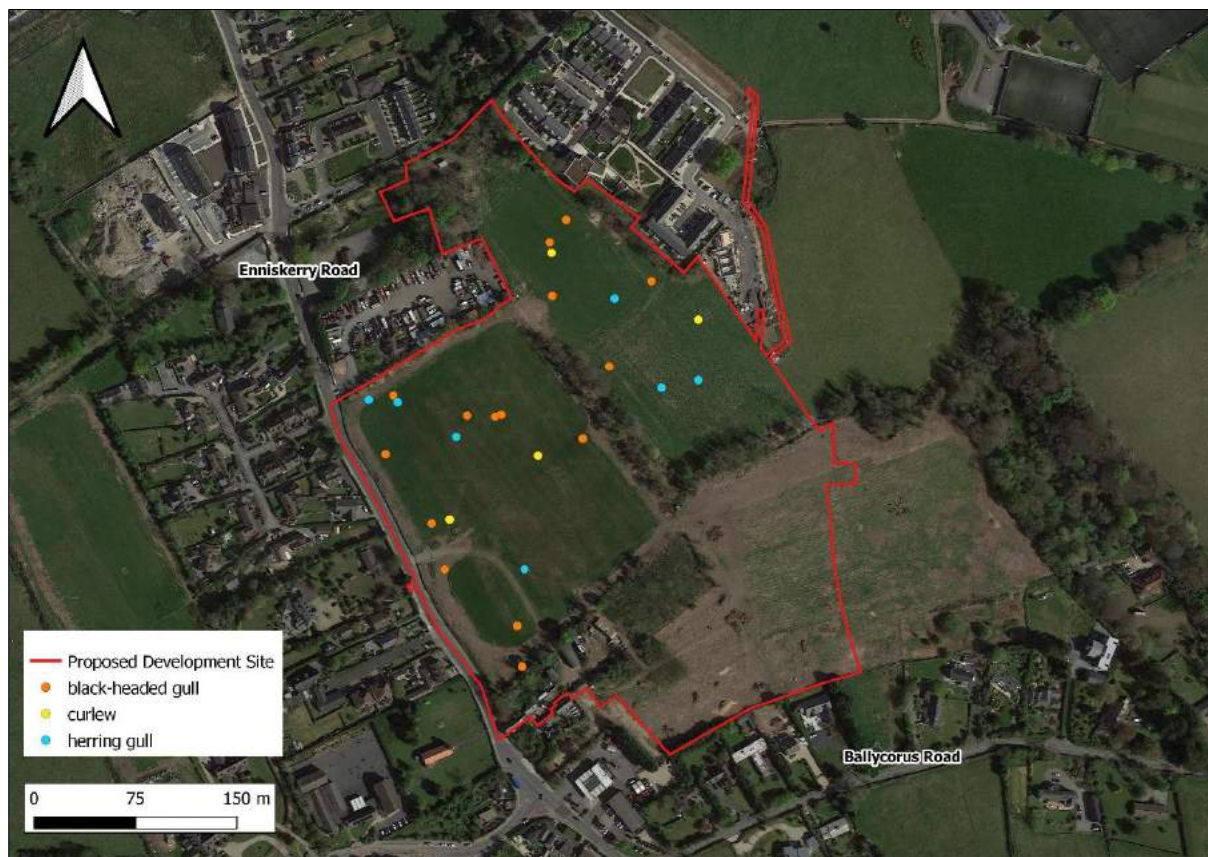 Enniskerry Road
Proposed Development Site
black-headed gull
curlew
herring gull
0 75 150 m
Ballycorus Road